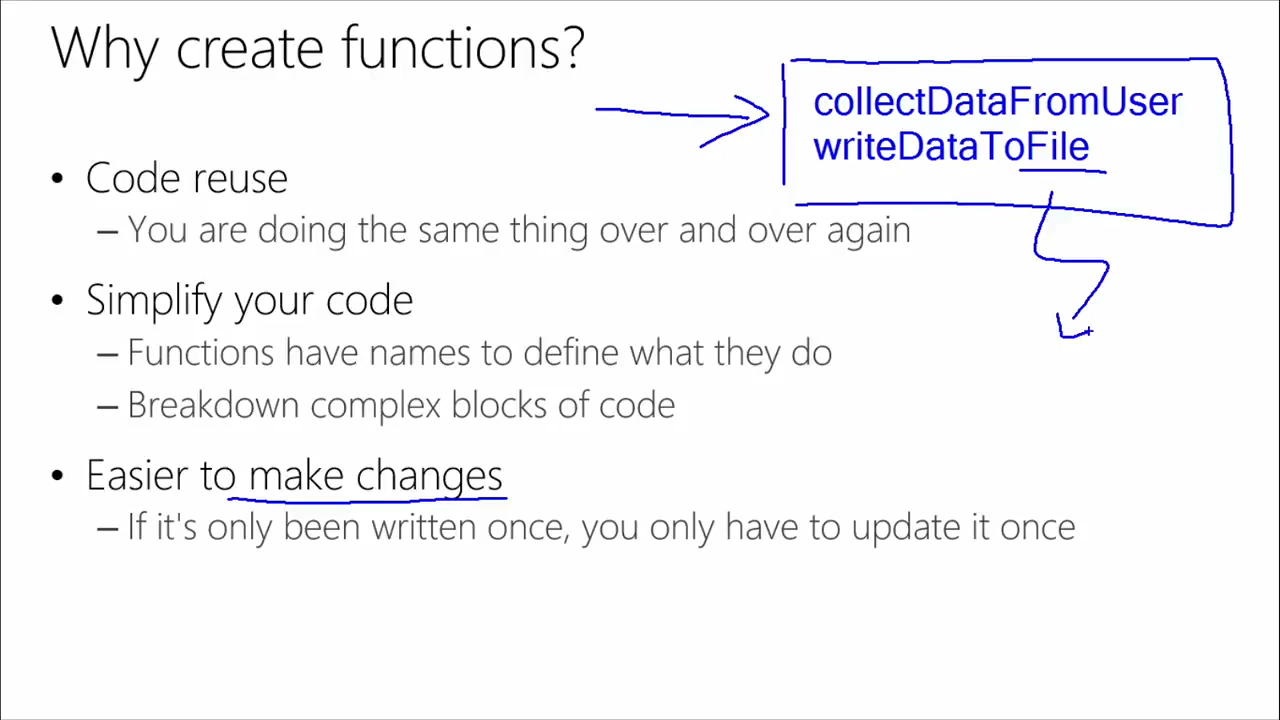 Why create functions?
collectDataFromUser
writeDataToFile
• Code reuse
– You are doing the same thing over and over again
• Simplify your code
– Functions have names to define what they do
– Breakdown complex blocks of code
• Easier to make changes
– If it's only been written once, you only have to update it once